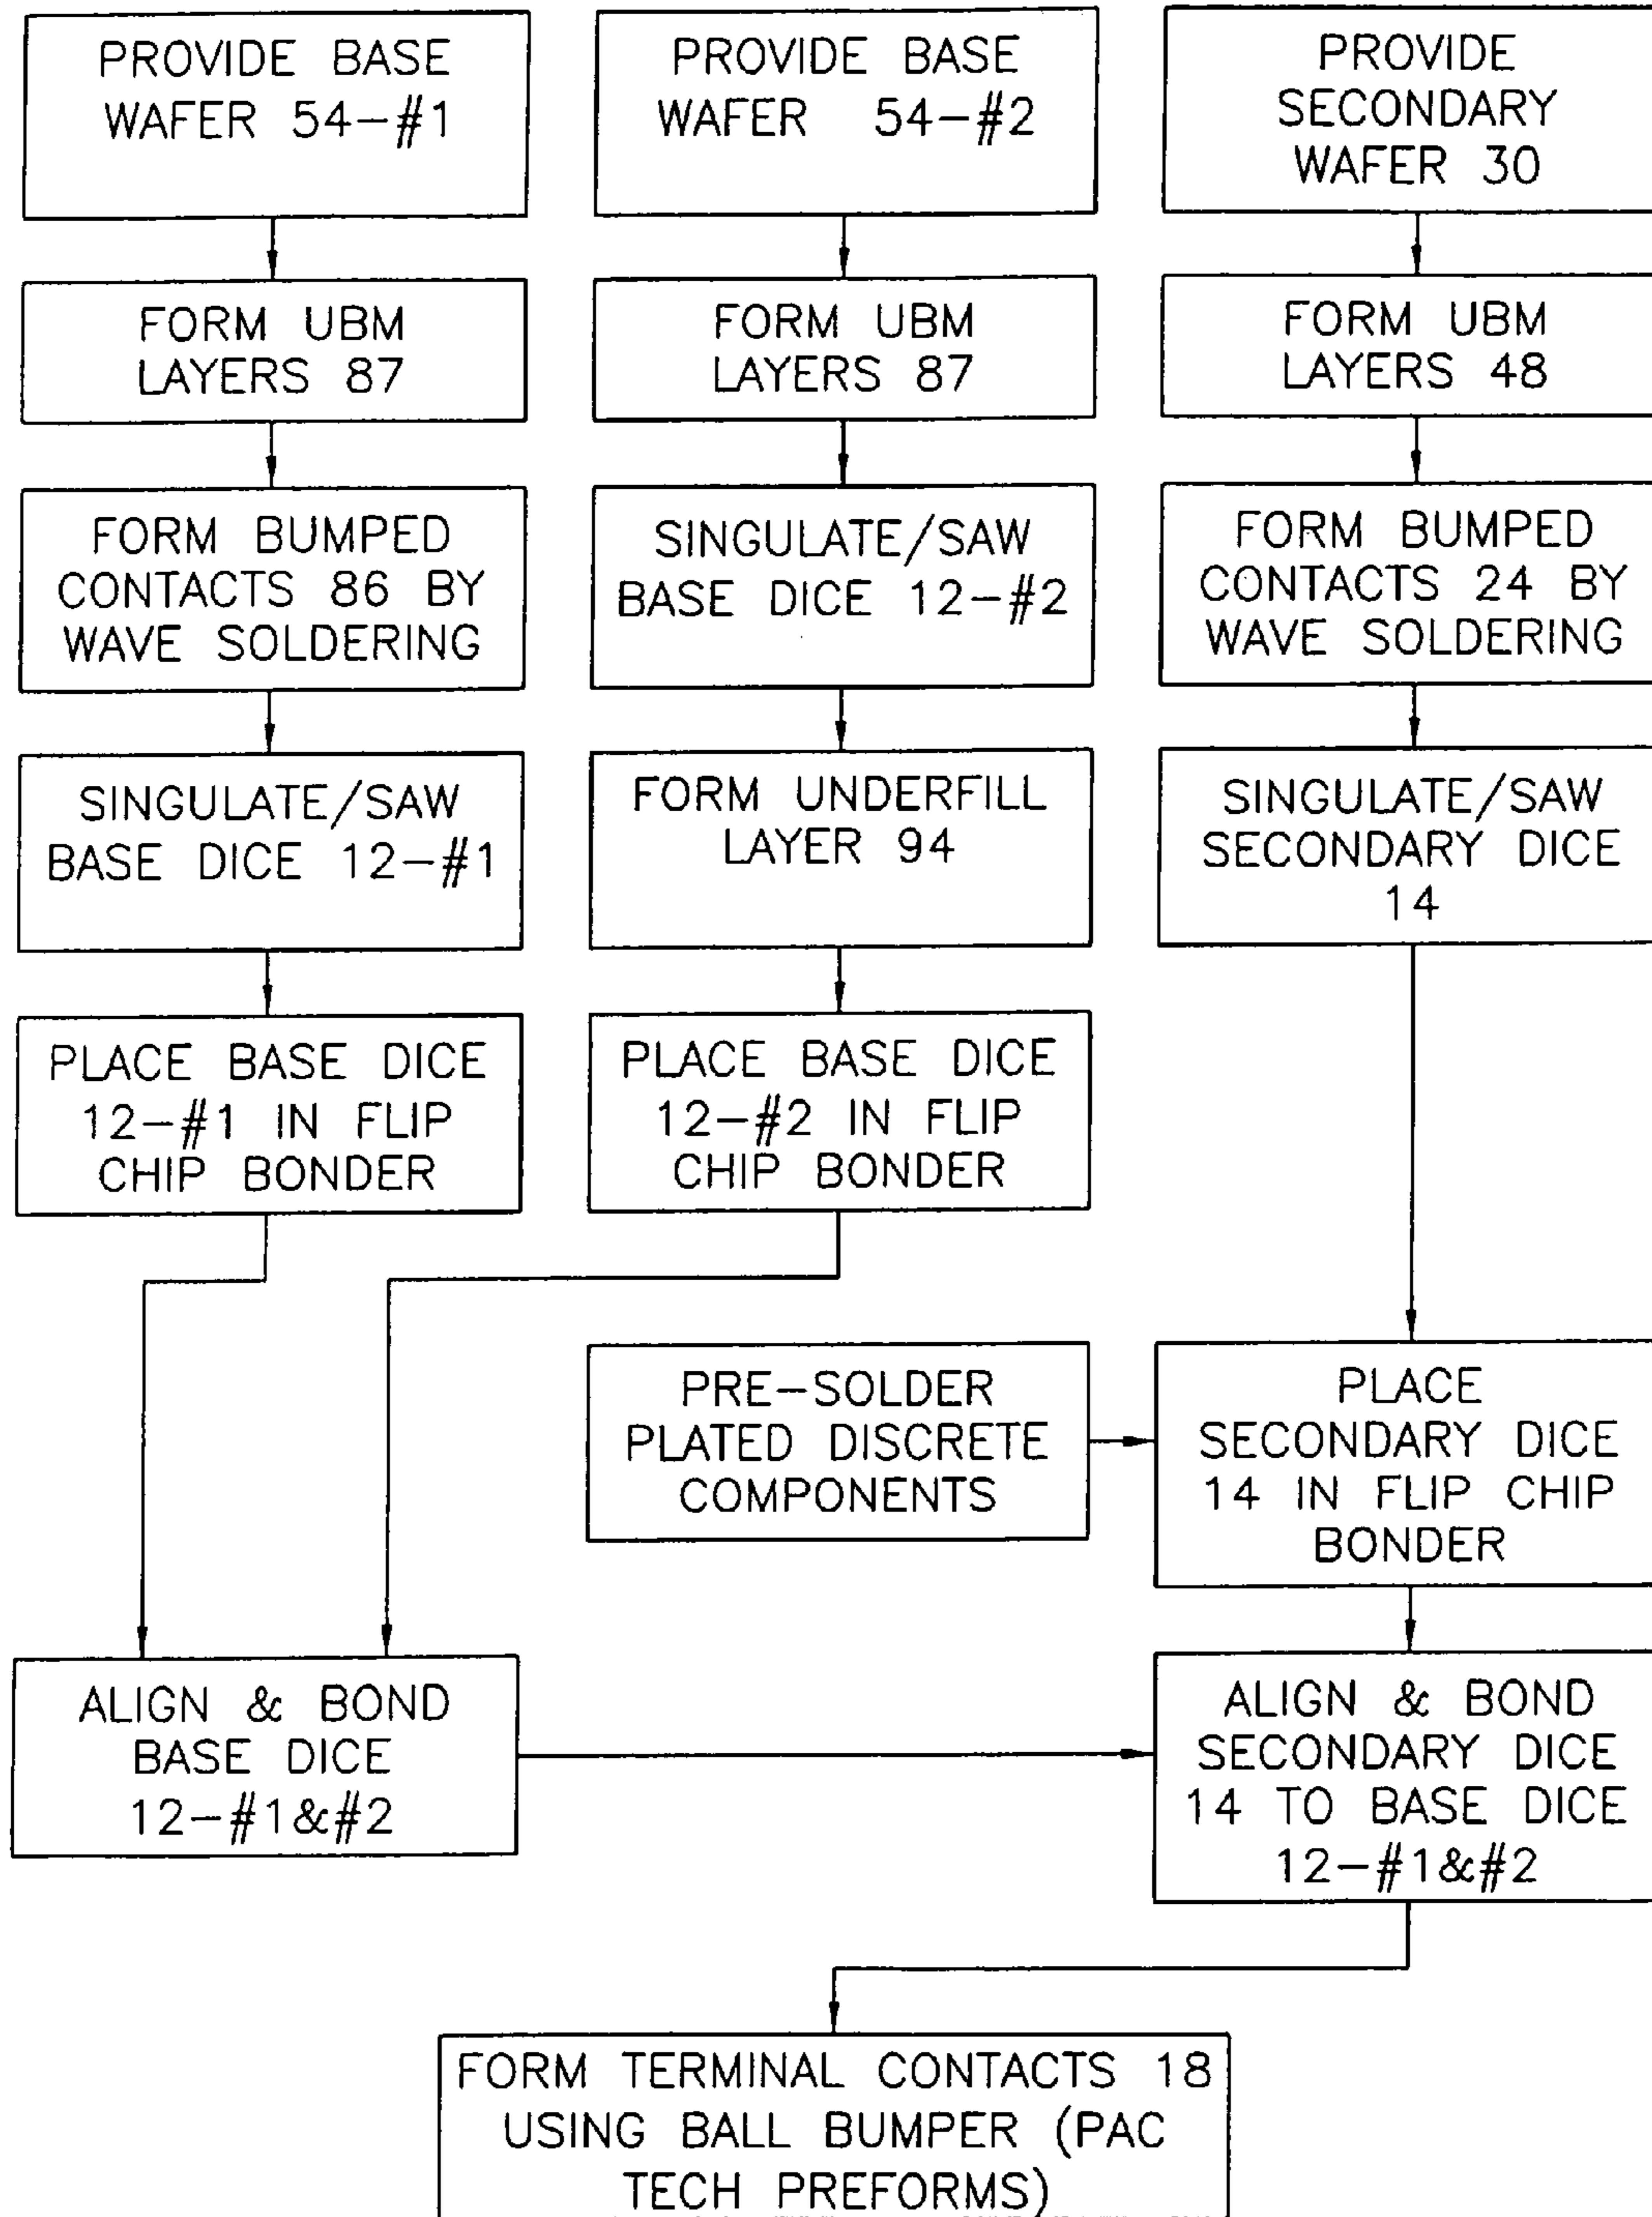 PROVIDE BASE
WAFER 54-#1
PROVIDE BASE
WAFER 54-#2
PROVIDE
SECONDARY
WAFER 30
FORM UBM
LAYERS 87
FORM UBM
LAYERS 87
FORM UBM
LAYERS 48
FORM BUMPED
CONTACTS 86 BY
WAVE SOLDERING
SINGULATE/SAW
BASE DICE 12-#2
FORM BUMPED
CONTACTS 24 BY
WAVE SOLDERING
SINGULATE/SAW
BASE DICE 12-#1
FORM UNDERFILL
LAYER 94
SINGULATE/SAW
SECONDARY DICE
14
PLACE BASE DICE
12-#1 IN FLIP
CHIP BONDER
PLACE BASE DICE
12-#2 IN FLIP
CHIP BONDER
PRE-SOLDER
PLATED DISCRETE
COMPONENTS
PLACE
SECONDARY DICE
14 IN FLIP CHIP
BONDER
ALIGN & BOND
BASE DICE
12-#1&#2
ALIGN & BOND
SECONDARY DICE
14 TO BASE DICE
12-#1&#2
FORM TERMINAL CONTACTS 18
USING BALL BUMPER (PAC
TECH PREFORMS)